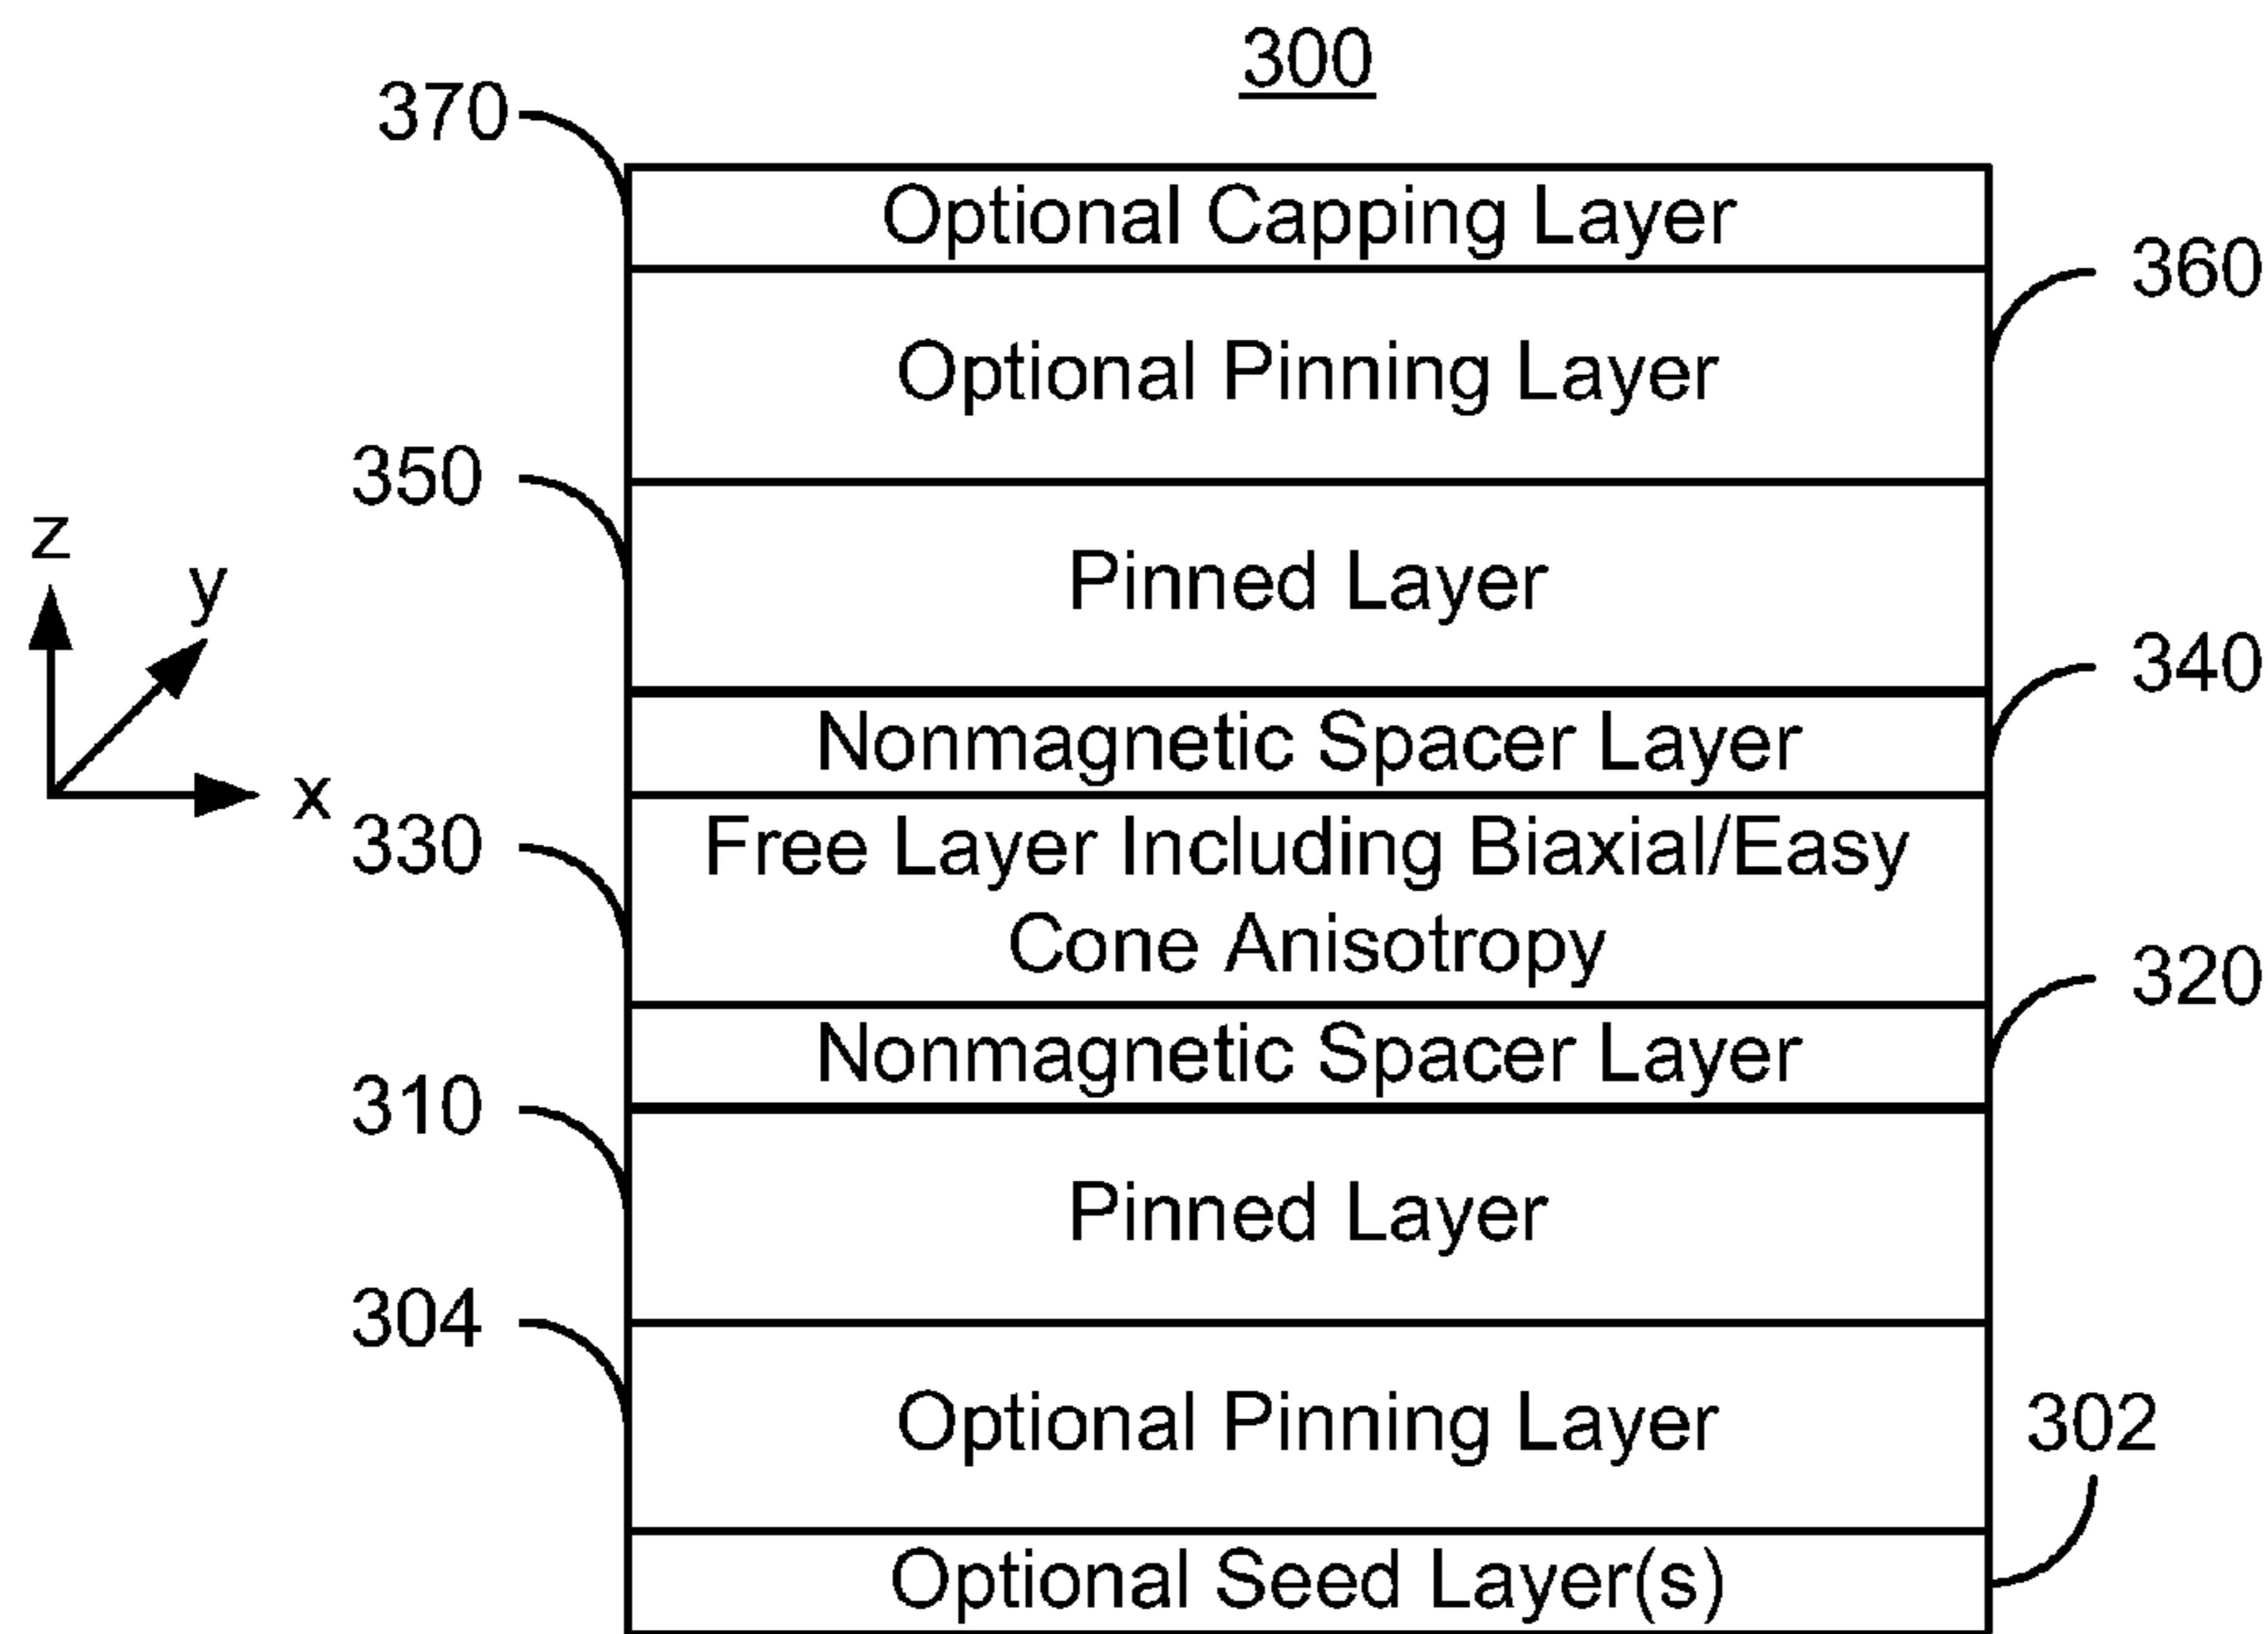 300
370
Optional Capping Layer
360
Optional Pinning Layer
350
z
y
x
Pinned Layer
340
Nonmagnetic Spacer Layer
330
Free Layer Including Biaxial/Easy
Cone Anisotropy
320
Nonmagnetic Spacer Layer
310
Pinned Layer
304
Optional Pinning Layer
302
Optional Seed Layer(s)